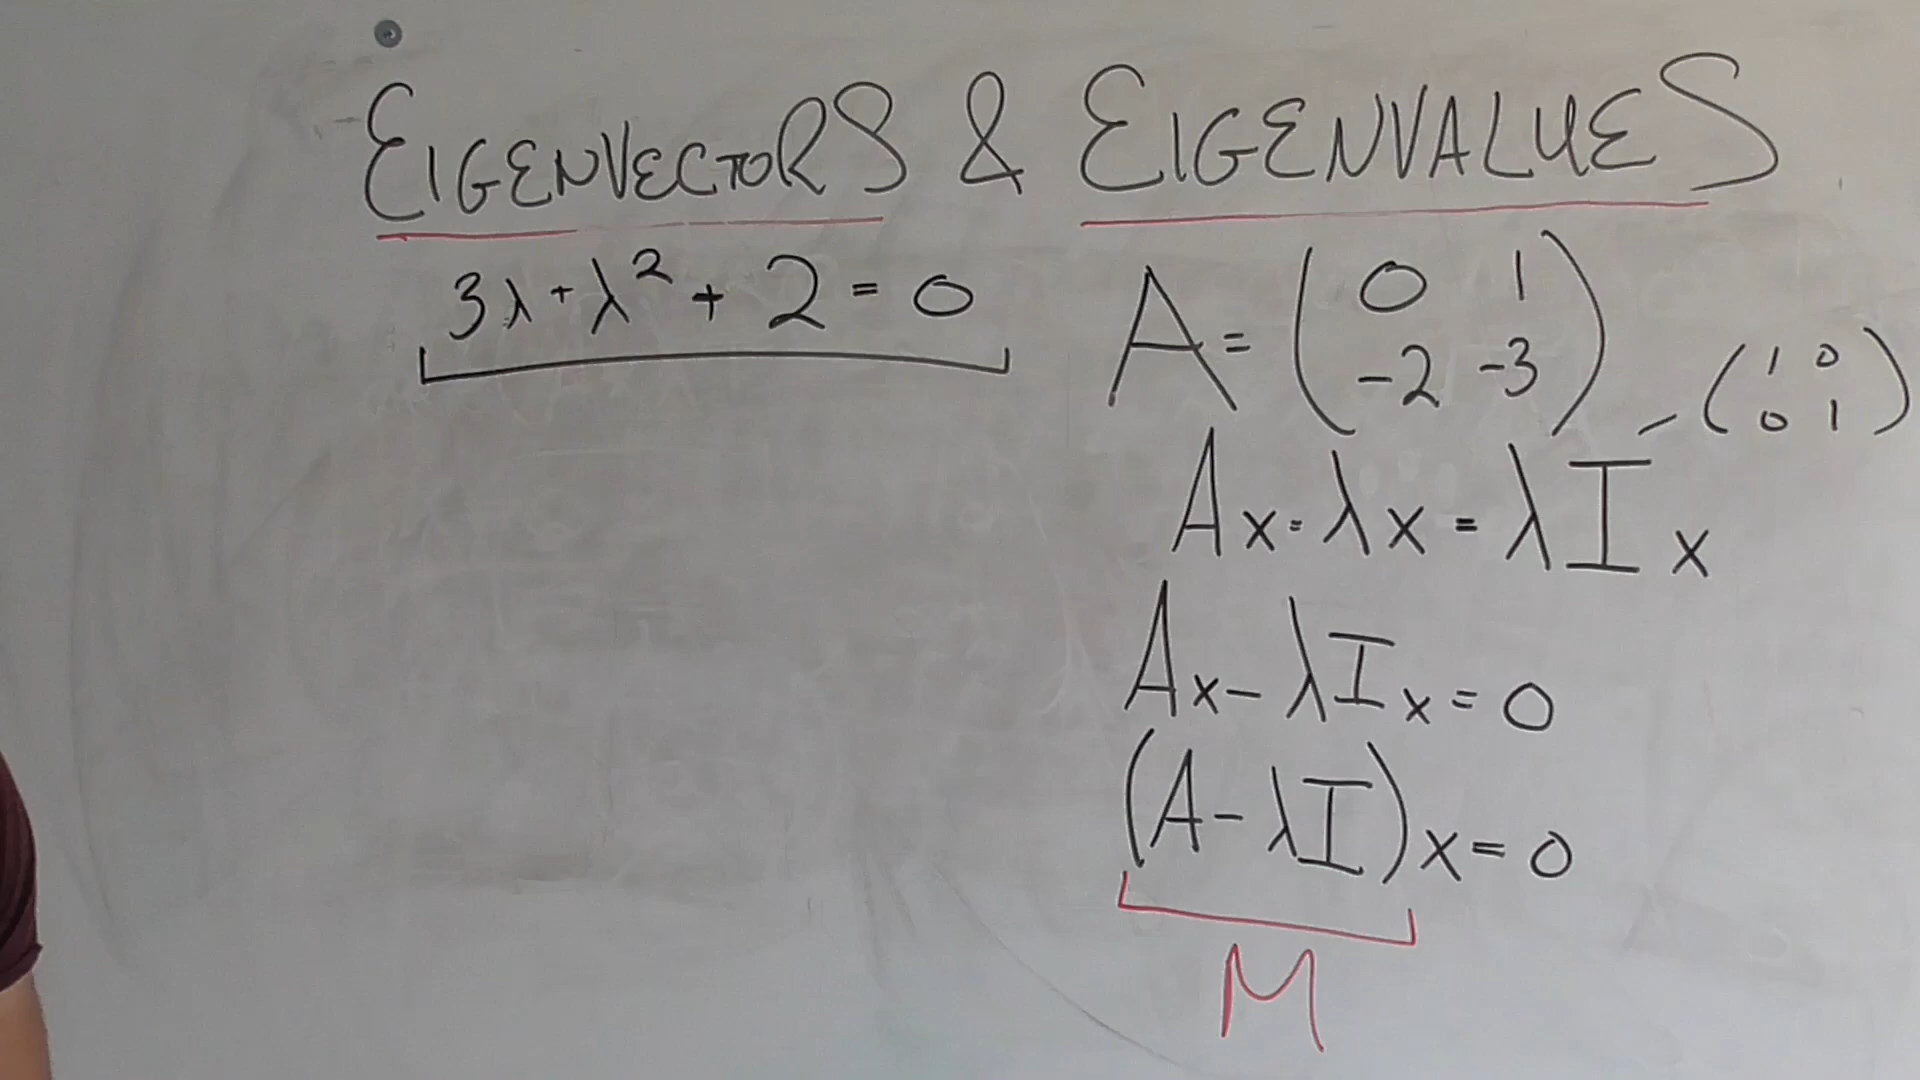 EIGENVECTORS & EIGENVALUES
3λ + λ² + 2 = 0
A = (0 1
-2 -3)
- (1 0
0 1)
Ax = λx = λIx
Ax - λIx = 0
(A - λI)x = 0
M